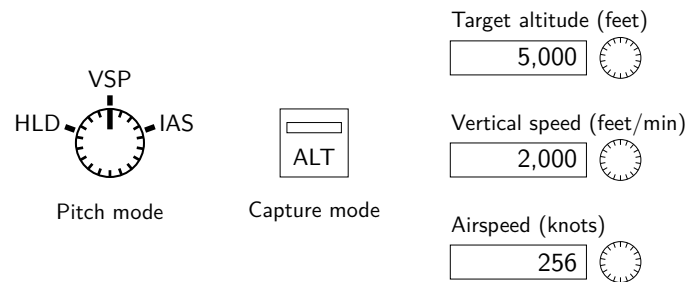 Target altitude (feet)
5,000
VSP
HLD
IAS
ALT
Vertical speed (feet/min)
2,000
Pitch mode
Capture mode
Airspeed (knots)
256